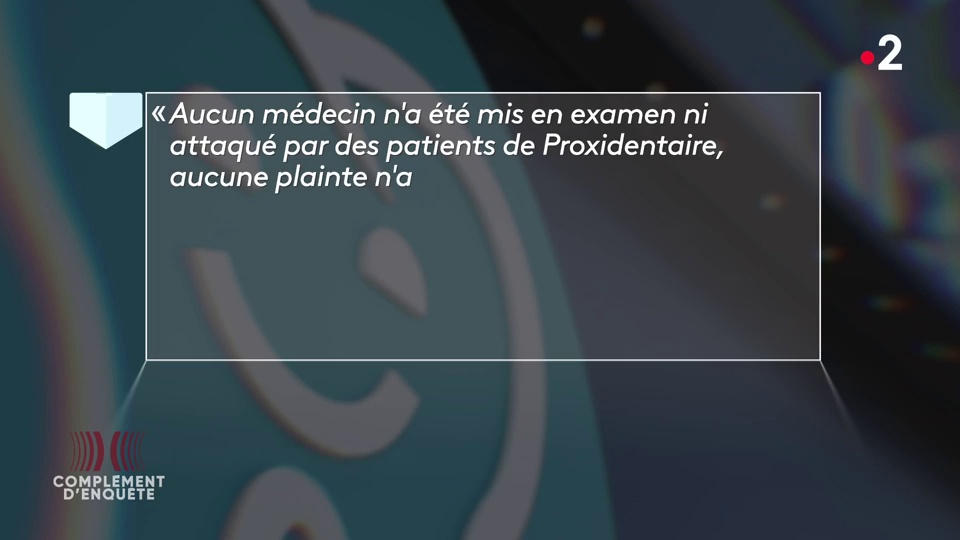 2
« Aucun médecin n'a été mis en examen ni
attaqué par des patients de Proxidentaire,
aucune plainte n'a
COMPLÉMENT
D'ENQUÊTE